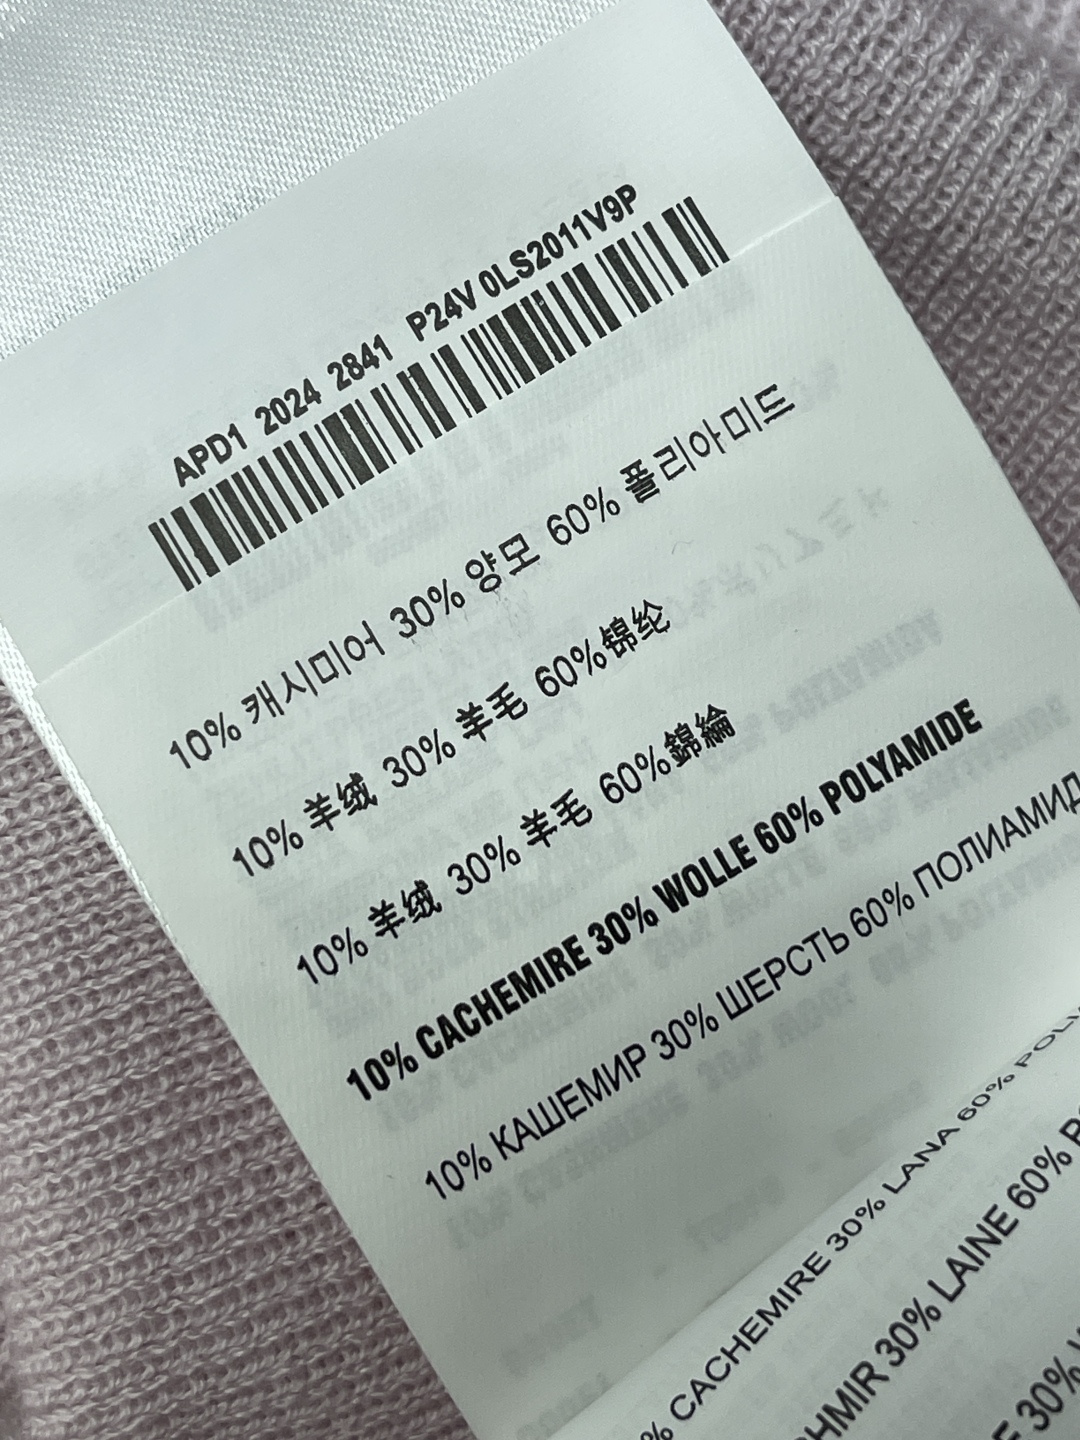 APD1 2024 2841 P24V 0LS2011V9P
10% 캐시미어 30% 양모 60% 폴리아미드
10% 羊绒 30% 羊毛 60%锦纶
10% 羊绒 30% 羊毛 60%錦綸
10% CACHEMIRE 30% WOLLE 60% POLYAMIDE
10% КАШЕМИР 30% ШЕРСТЬ 60% ПОЛИАМИД
% CACHEMIRE 30% LANA 60%
30% LAINE 60%
30%